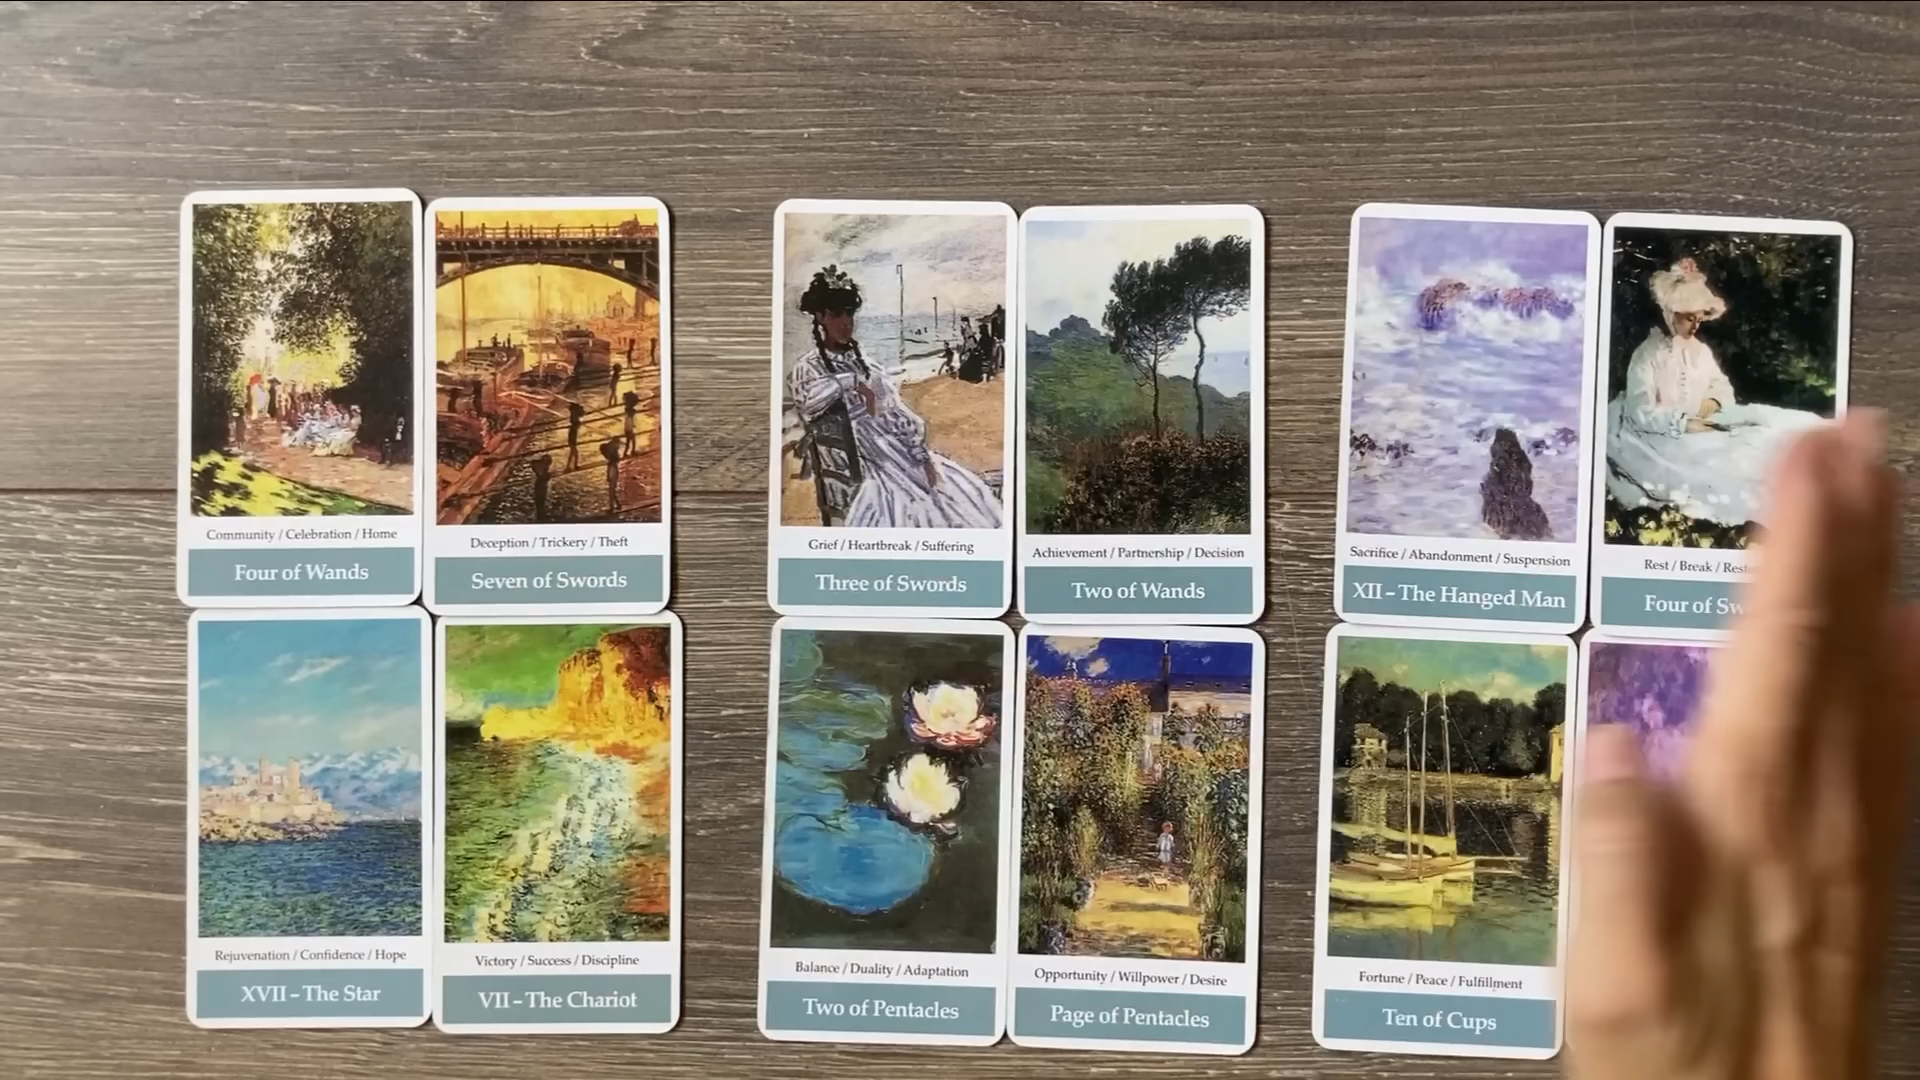 Community / Celebration / Home
Four of Wands
Deception / Trickery / Theft
Seven of Swords
Grief / Heartbreak / Suffering
Three of Swords
Achievement / Partnership / Decision
Two of Wands
Sacrifice / Abandonment / Suspension
XII – The Hanged Man
Rest / Break /
Four of
Rejuvenation / Confidence / Hope
XVII – The Star
Victory / Success / Discipline
VII – The Chariot
Balance / Duality / Adaptation
Two of Pentacles
Opportunity / Willpower / Desire
Page of Pentacles
Fortune / Peace / Fulfillment
Ten of Cups